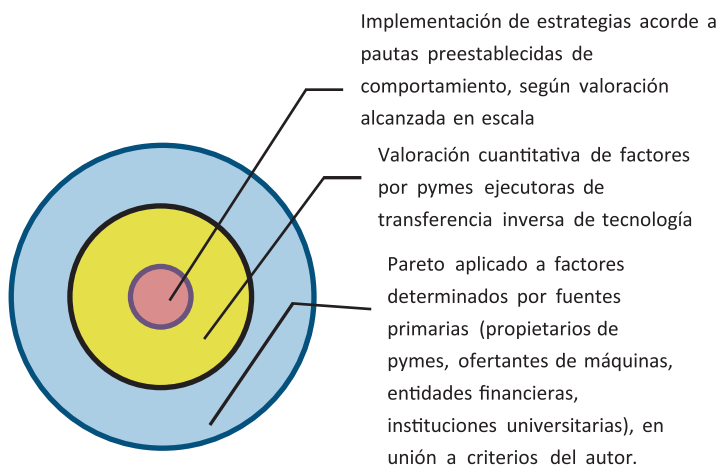 Implementación de estrategias acorde a
pautas preestablecidas de
comportamiento, según valoración
alcanzada en escala
Valoración cuantitativa de factores
por pymes ejecutoras de
transferencia inversa de tecnología
Pareto aplicado a factores
determinados por fuentes
primarias (propietarios de
pymes, ofertantes de máquinas,
entidades financieras,
instituciones universitarias), en
unión a criterios del autor.